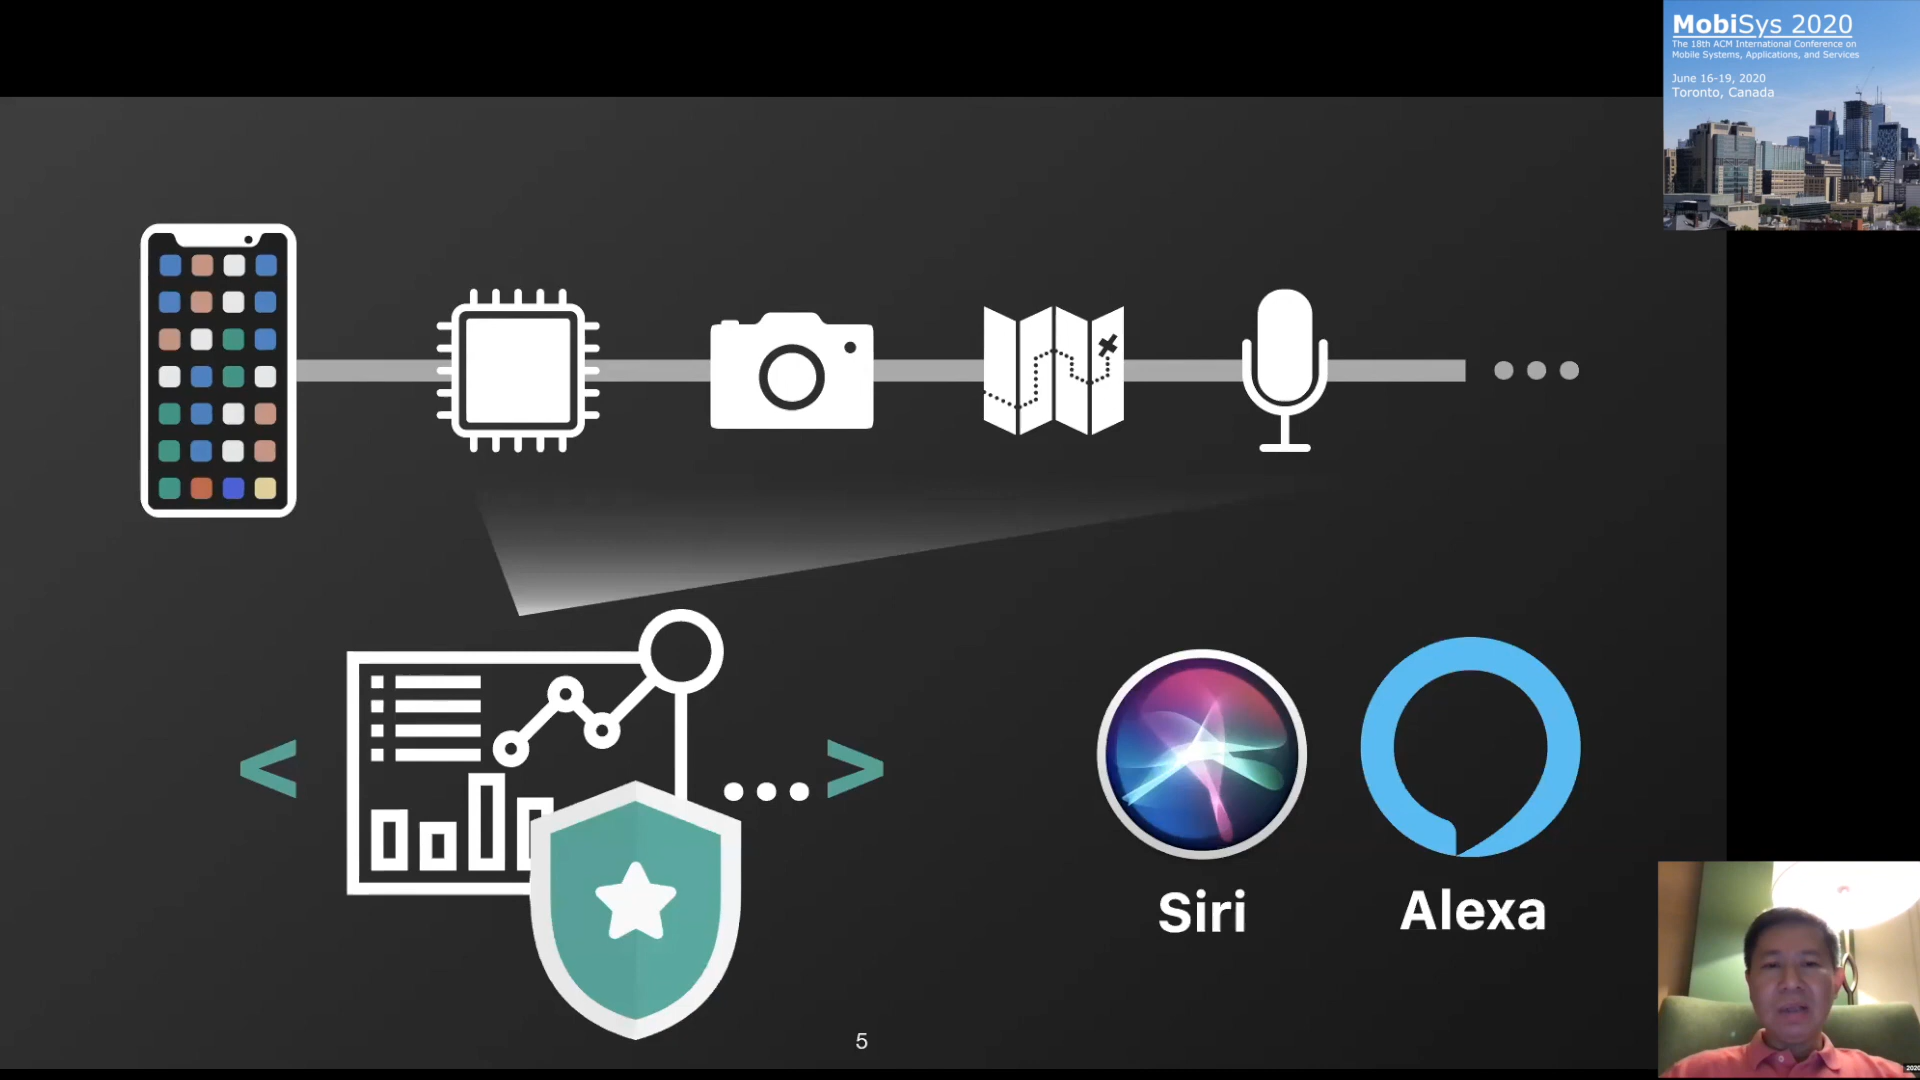 MobiSys 2020
The 18th ACM International Conference on
Mobile Systems, Applications, and Services
June 16-19, 2020
Toronto, Canada
< >
Siri Alexa
5
2020